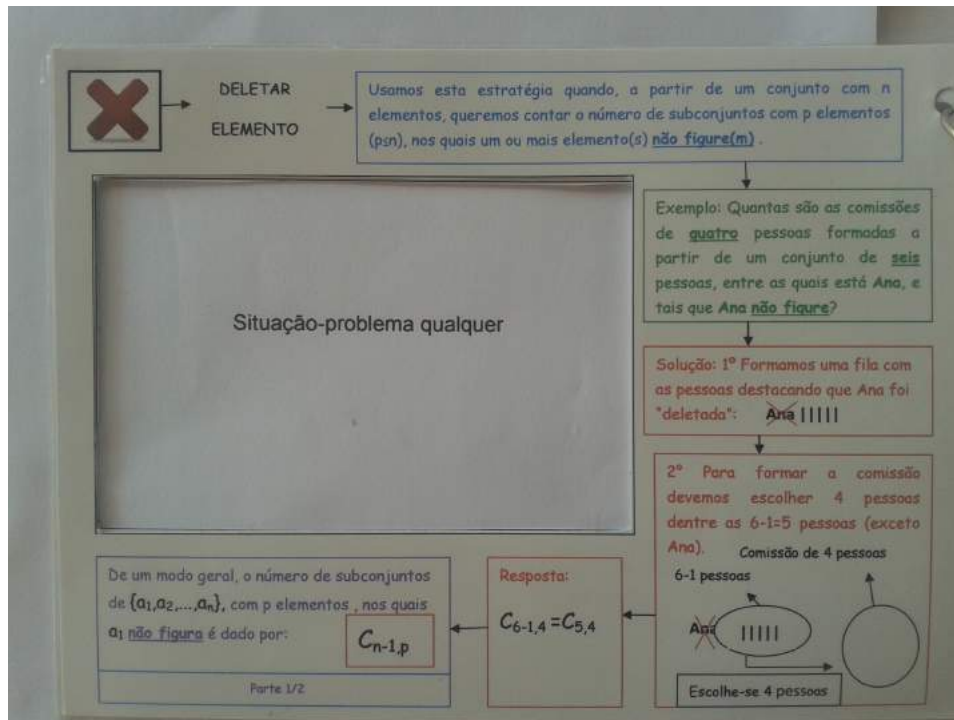 DELETAR
ELEMENTO
Usamos esta estratégia quando, a partir de um conjunto com n
elementos, queremos contar o número de subconjuntos com p elementos
(p≤n), nos quais um ou mais elemento(s) não figure(m) .
Situação-problema qualquer
Exemplo: Quantas são as comissões
de quatro pessoas formadas a
partir de um conjunto de seis
pessoas, entre as quais está Ana, e
tais que Ana não figure?
Solução: 1º Formamos uma fila com
as pessoas destacando que Ana foi
"deletada": Ana | | | | |
2º Para formar a comissão
devemos escolher 4 pessoas
dentre as 6-1=5 pessoas (exceto
Ana).
Comissão de 4 pessoas
6-1 pessoas
Ana | | | | |
Escolhe-se 4 pessoas
Resposta:
C6-1,4 =C5,4
De um modo geral, o número de subconjuntos
de {a1,a2,...,an}, com p elementos , nos quais
a1 não figura é dado por:
Cn-1,p
Parte 1/2